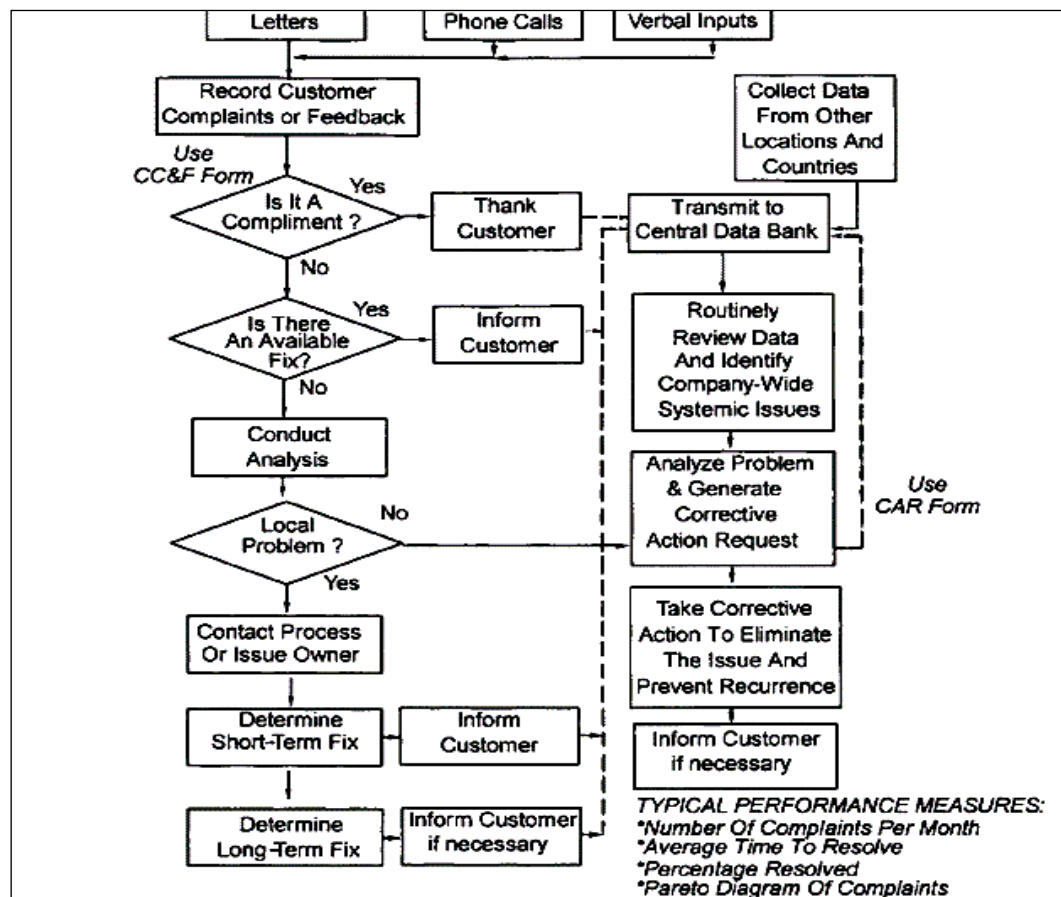 Letters
Phone Calls
Verbal Inputs
Record Customer
Complaints or Feedback
Collect Data
From Other
Locations And
Countries
Use
CC&F Form
Is It A
Compliment ?
Yes
Thank
Customer
Transmit to
Central Data Bank
No
Is There
An Available
Fix?
Yes
Inform
Customer
Routinely
Review Data
And Identify
Company-Wide
Systemic Issues
No
Conduct
Analysis
Analyze Problem
& Generate
Corrective
Action Request
Use
CAR Form
Local
Problem ?
No
Yes
Contact Process
Or Issue Owner
Take Corrective
Action To Eliminate
The Issue And
Prevent Recurrence
Determine
Short-Term Fix
Inform
Customer
Inform Customer
if necessary
Determine
Long-Term Fix
Inform Customer
if necessary
TYPICAL PERFORMANCE MEASURES:
*Number Of Complaints Per Month
*Average Time To Resolve
*Percentage Resolved
*Pareto Diagram Of Complaints